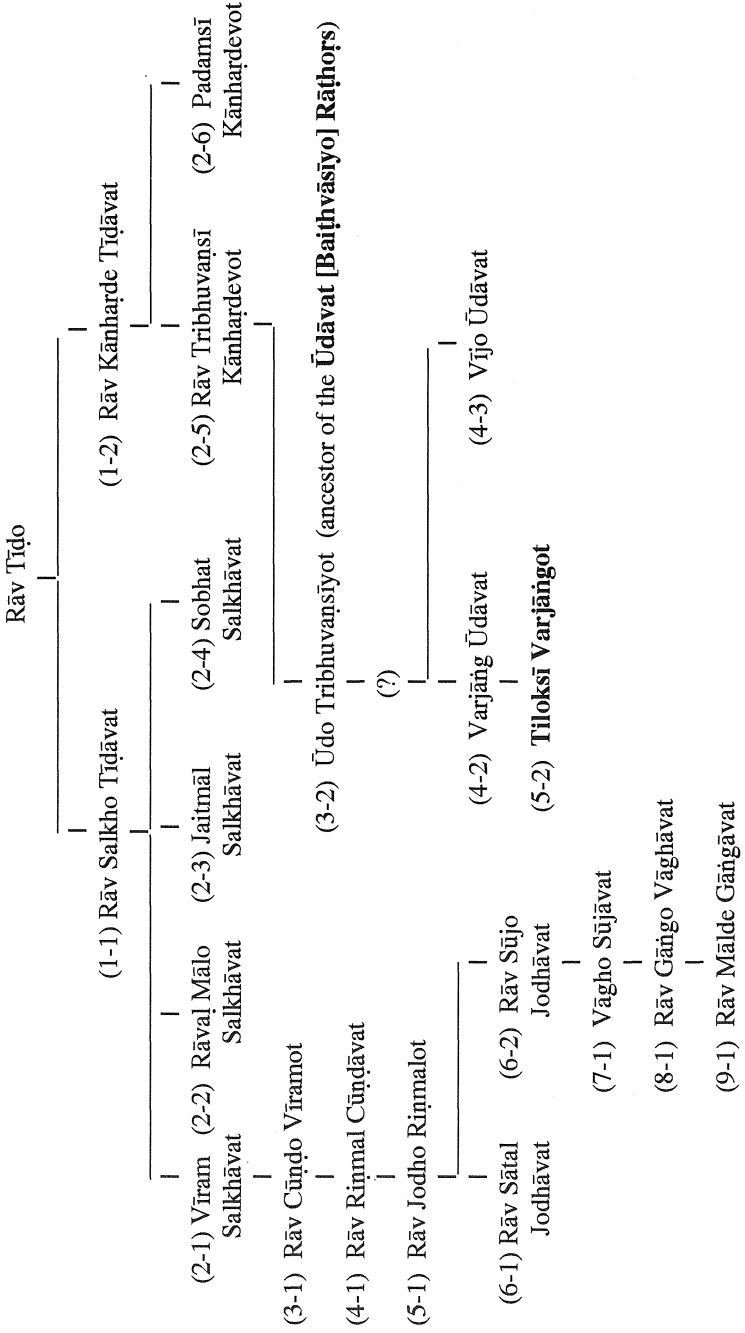 Rāv Tīḍo
(1-1) Rāv Salkho Tīḍāvat
(1-2) Rāv Kānhaṛde Tīḍāvat
(2-1) Vīram
Salkhāvat
(2-2) Rāvaḷ Mālo
Salkhāvat
(2-3) Jaitmāl
Salkhāvat
(2-4) Sobhat
Salkhāvat
(2-5) Rāv Tribhuvaṇsī
Kānhaṛdevot
(2-6) Padamsī
Kānhaṛdevot
(3-1) Rāv Cūṇḍo Vīramot
(3-2) Ūdo Tribhuvaṇsīyot (ancestor of the Ūdāvat [Baiṭhvāsīyo] Rāṭhoṛs)
(4-1) Rāv Riṇmal Cūṇḍāvat
(?)
(5-1) Rāv Jodho Riṇmalot
(4-2) Varjāṅg Ūdāvat
(4-3) Vījo Ūdāvat
(6-1) Rāv Sātal
Jodhāvat
(6-2) Rāv Sūjo
Jodhāvat
(5-2) Tiloksī Varjāṅgot
(7-1) Vāgho Sūjāvat
(8-1) Rāv Gāṅgo Vāghāvat
(9-1) Rāv Mālde Gāṅgāvat